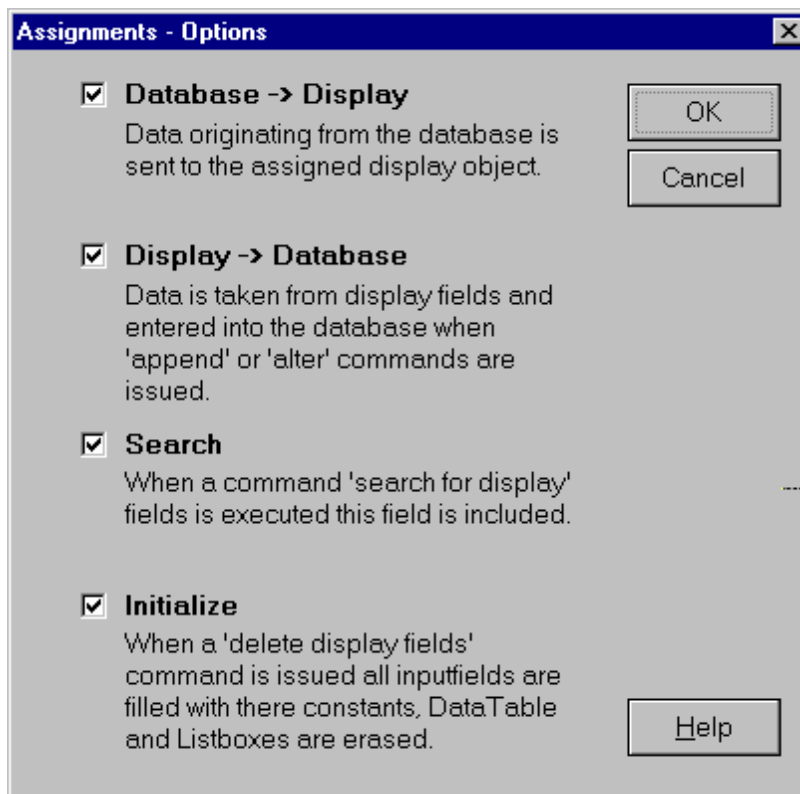 Assignments - Options
Database -> Display
Data originating from the database is
sent to the assigned display object.
OK
Cancel
Display -> Database
Data is taken from display fields and
entered into the database when
'append' or 'alter' commands are
issued.
Search
When a command 'search for display'
fields is executed this field is included.
Initialize
When a 'delete display fields'
command is issued all inputfields are
filled with there constants, DataTable
and Listboxes are erased.
Help